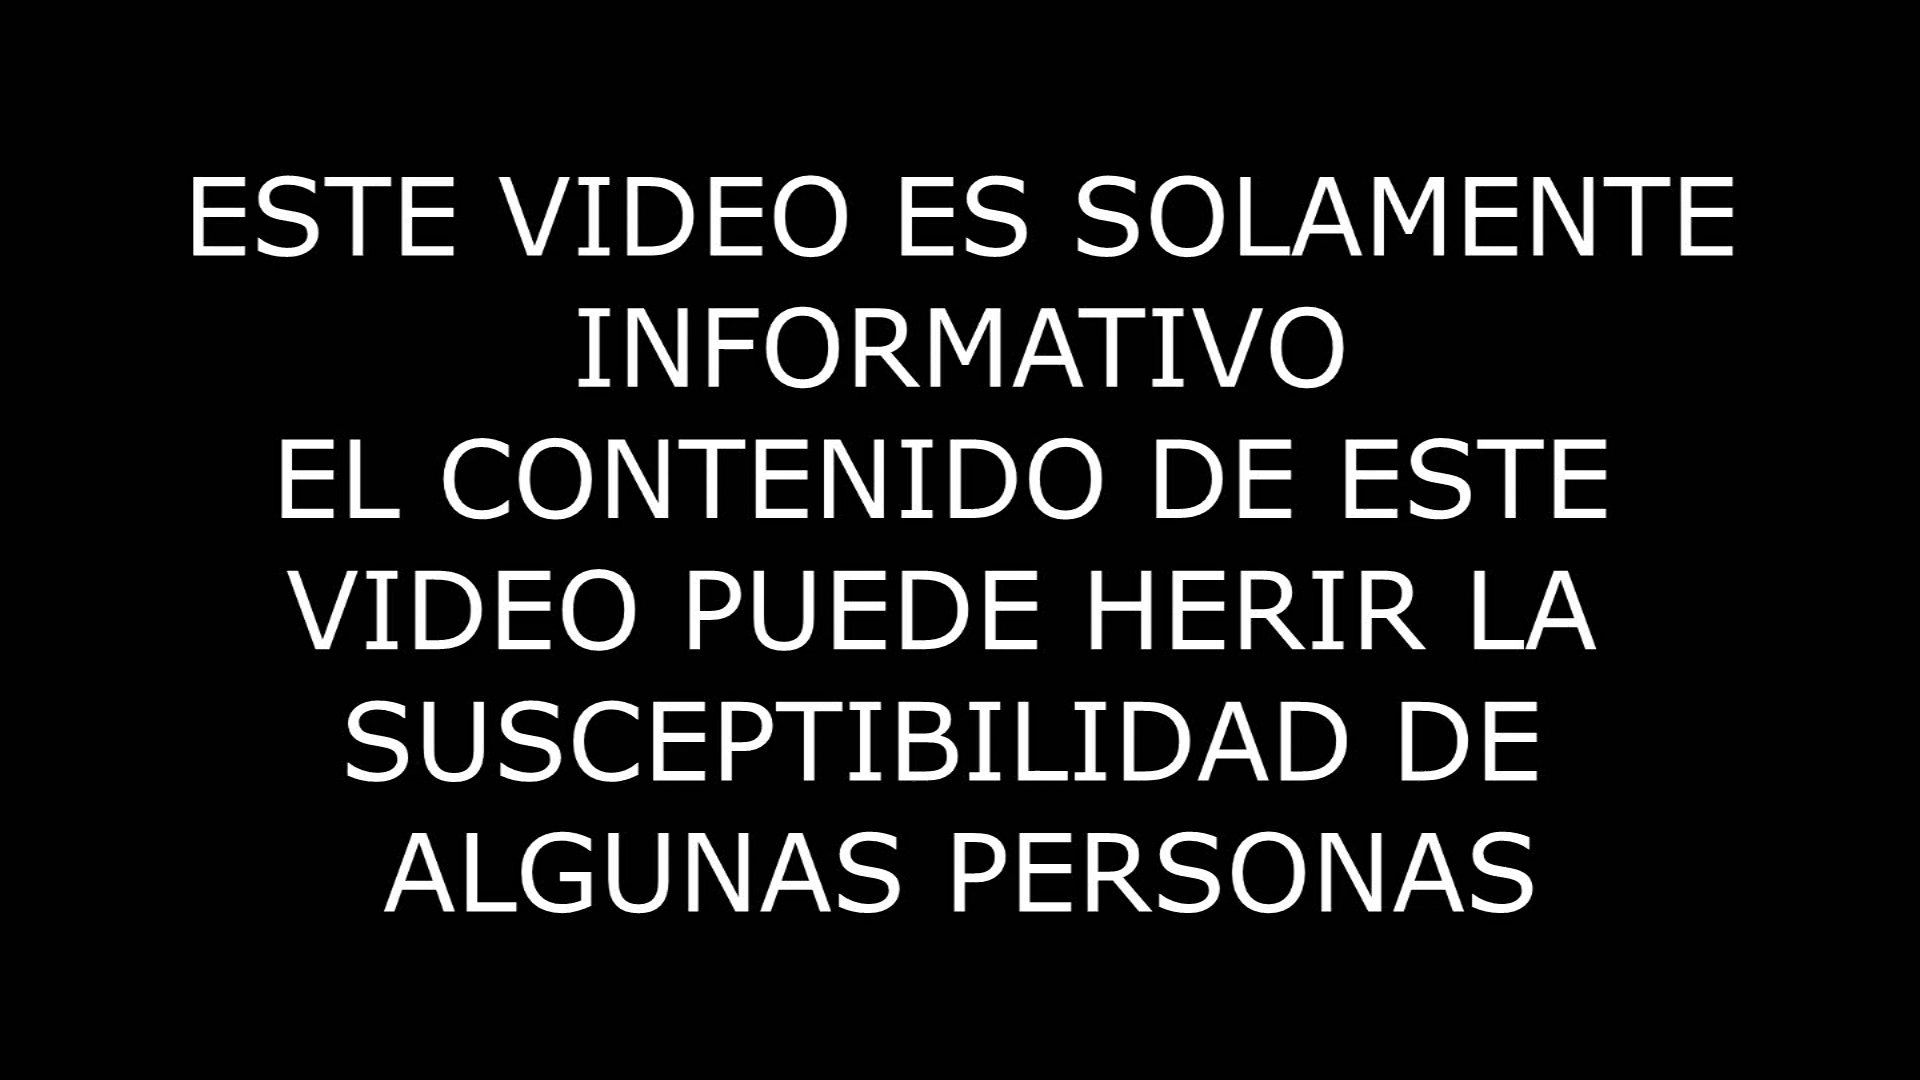 ESTE VIDEO ES SOLAMENTE
INFORMATIVO
EL CONTENIDO DE ESTE
VIDEO PUEDE HERIR LA
SUSCEPTIBILIDAD DE
ALGUNAS PERSONAS